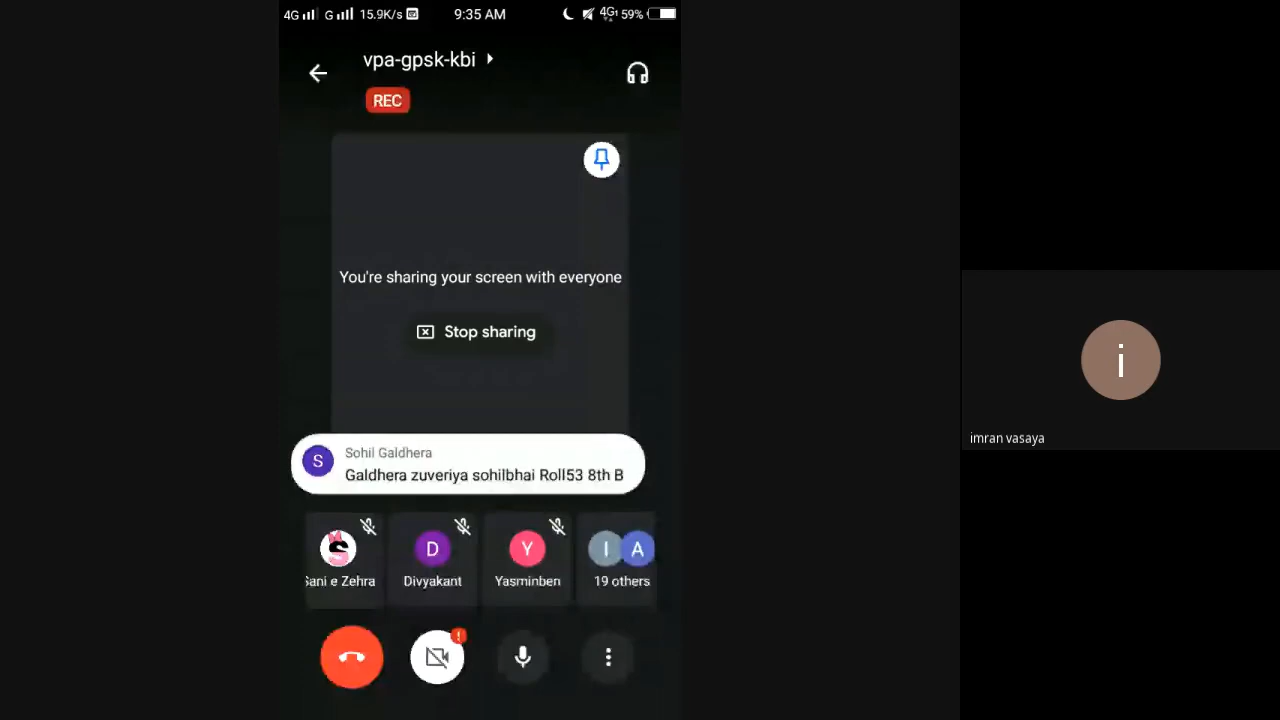 4G G 15.9K/s 9:35 AM 4G 59%
vpa-gpsk-kbi
REC
You're sharing your screen with everyone
Stop sharing
Sohil Galdhera
S
Galdhera zuveriya sohilbhai Roll53 8th B
D Y I A
Sani e Zehra Divyakant Yasminben 19 others
!
i
imran vasaya